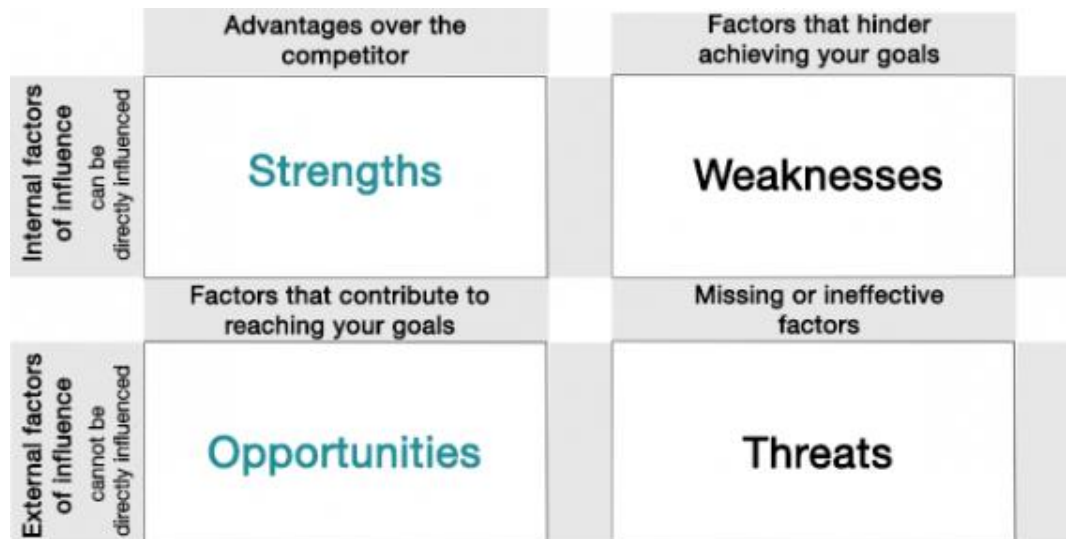 Advantages over the
competitor
Factors that hinder
achieving your goals
Internal factors
of influence
can be
directly influenced
Strengths
Weaknesses
Factors that contribute to
reaching your goals
Missing or ineffective
factors
External factors
of influence
cannot be
directly influenced
Opportunities
Threats